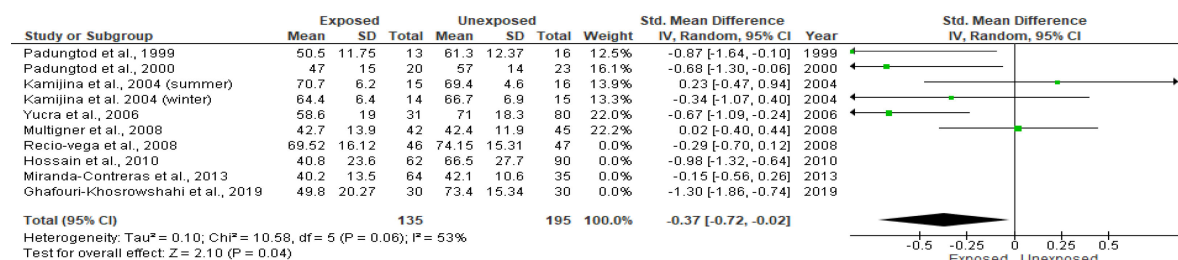 Exposed Unexposed Std. Mean Difference Std. Mean Difference
Study or Subgroup Mean SD Total Mean SD Total Weight IV, Random, 95% CI Year IV, Random, 95% CI
Padungtod et al., 1999 50.5 11.75 13 61.3 12.37 16 12.5% -0.87 [-1.64, -0.10] 1999
Padungtod et al., 2000 47 15 20 57 14 23 16.1% -0.68 [-1.30, -0.06] 2000
Kamijina et al., 2004 (summer) 70.7 6.2 15 69.4 4.6 16 13.9% 0.23 [-0.47, 0.94] 2004
Kamijina et al. 2004 (winter) 64.4 6.4 14 66.7 6.9 15 13.3% -0.34 [-1.07, 0.40] 2004
Yucra et al., 2006 58.6 19 31 71 18.3 80 22.0% -0.67 [-1.09, -0.24] 2006
Multigner et al., 2008 42.7 13.9 42 42.4 11.9 45 22.2% 0.02 [-0.40, 0.44] 2008
Recio-vega et al., 2008 69.52 16.12 46 74.15 15.31 47 0.0% -0.29 [-0.70, 0.12] 2008
Hossain et al., 2010 40.8 23.6 62 66.5 27.7 90 0.0% -0.98 [-1.32, -0.64] 2010
Miranda-Contreras et al., 2013 40.2 13.5 64 42.1 10.6 35 0.0% -0.15 [-0.56, 0.26] 2013
Ghafouri-Khosrowshahi et al., 2019 49.8 20.27 30 73.4 15.34 30 0.0% -1.30 [-1.86, -0.74] 2019
Total (95% CI) 135 195 100.0% -0.37 [-0.72, -0.02]
Heterogeneity: Tau² = 0.10; Chi² = 10.58, df = 5 (P = 0.06); I² = 53%
Test for overall effect: Z = 2.10 (P = 0.04)
-0.5 -0.25 0 0.25 0.5
Exposed Unexposed